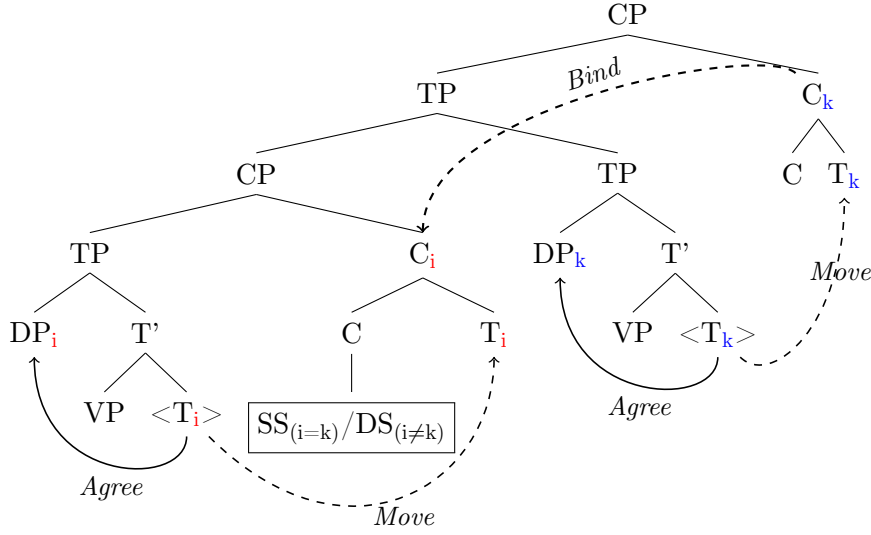 CP
Bind
TP C_k
CP TP C T_k
TP C_i DP_k T' Move
DP_i T' C T_i VP <T_k>
VP <T_i> SS_(i=k)/DS_(i≠k) Agree
Agree Move